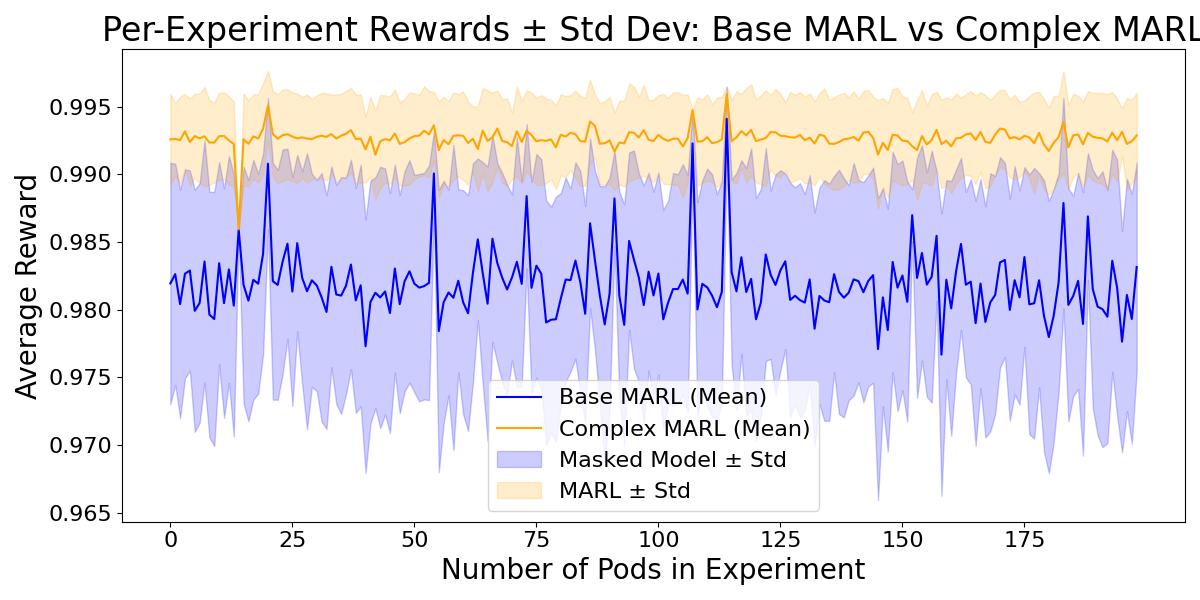 Per-Experiment Rewards ± Std Dev: Base MARL vs Complex MARL
Average Reward
0.995
0.990
0.985
0.980
0.975
0.970
0.965
Base MARL (Mean)
Complex MARL (Mean)
Masked Model ± Std
MARL ± Std
0 25 50 75 100 125 150 175
Number of Pods in Experiment